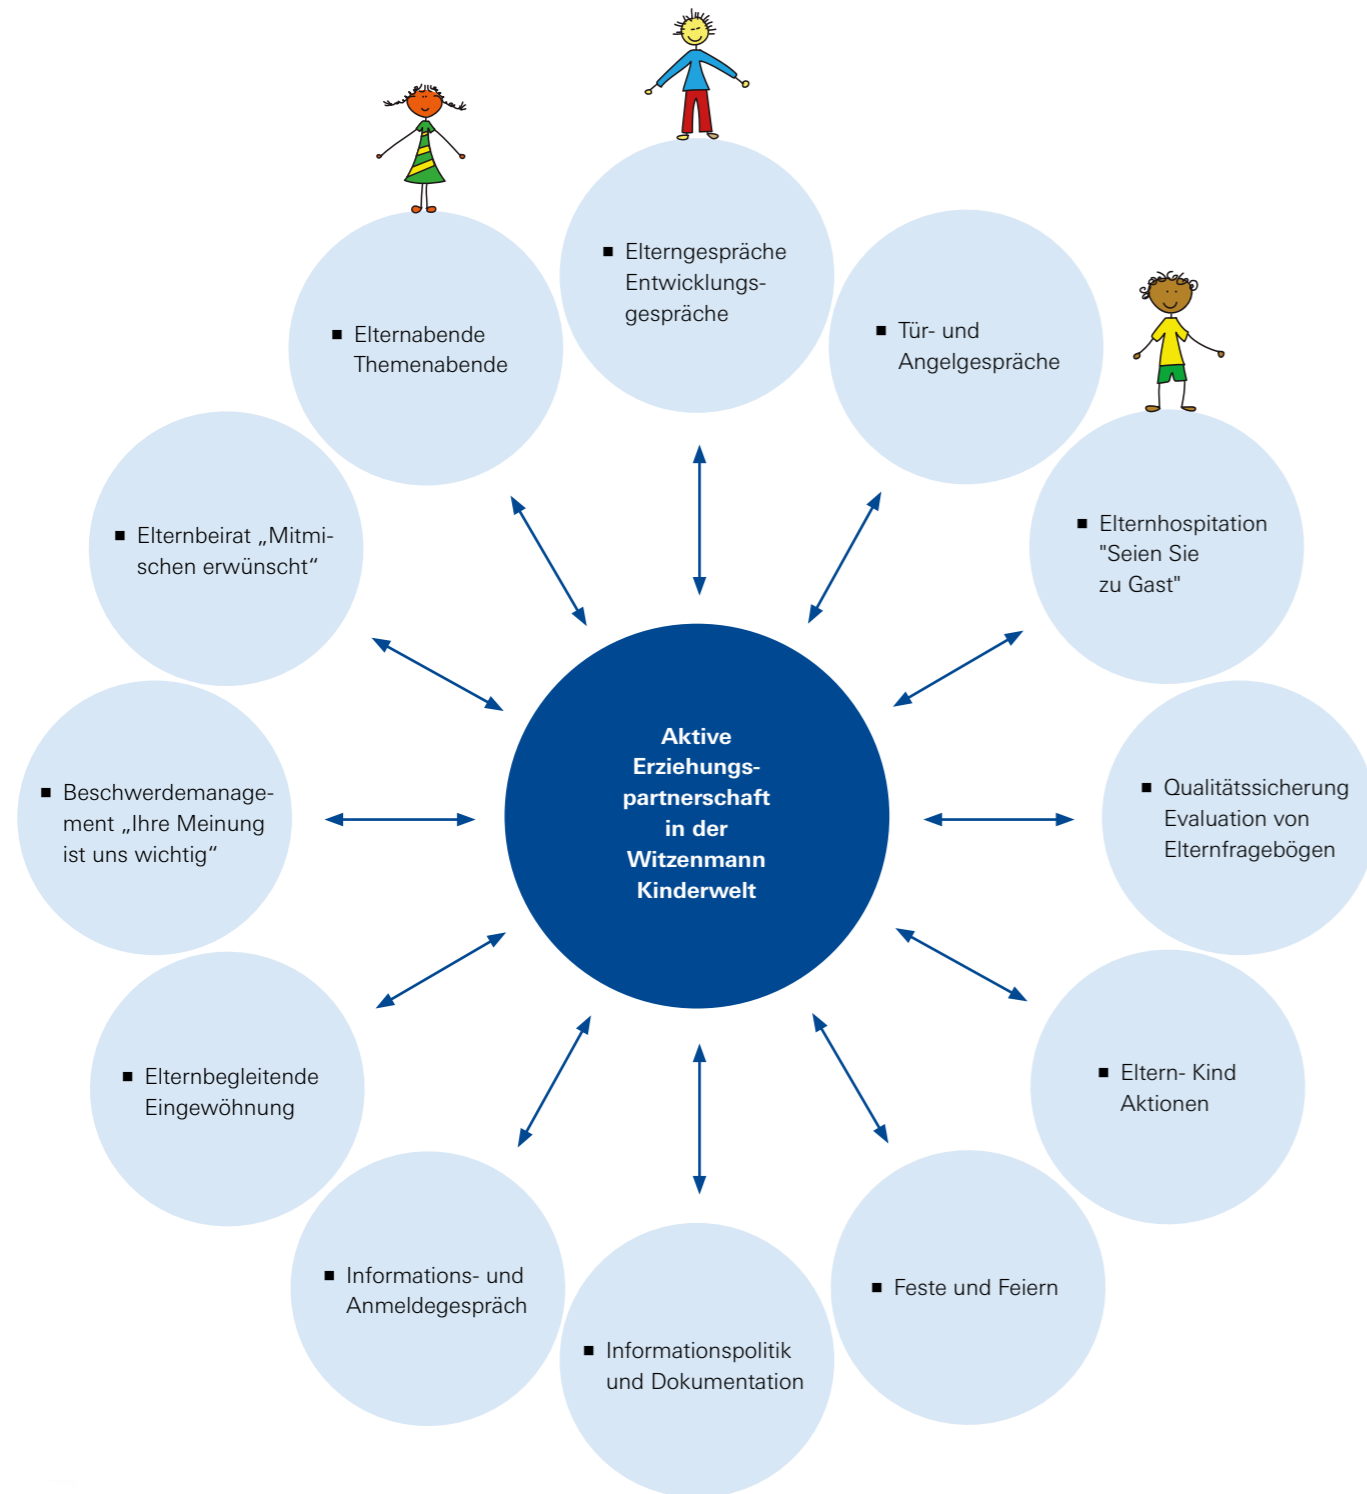 ■ Elterngespräche
Entwicklungs-
gespräche
■ Elternabende
Themenabende
■ Tür- und
Angelgespräche
■ Elternbeirat „Mitmi-
schen erwünscht“
■ Elternhospitation
"Seien Sie
zu Gast"
Aktive
Erziehungs-
partnerschaft
in der
Witzenmann
Kinderwelt
■ Beschwerdemanage-
ment „Ihre Meinung
ist uns wichtig“
■ Qualitätssicherung
Evaluation von
Elternfragebögen
■ Elternbegleitende
Eingewöhnung
■ Eltern- Kind
Aktionen
■ Informations- und
Anmeldegespräch
■ Feste und Feiern
■ Informationspolitik
und Dokumentation